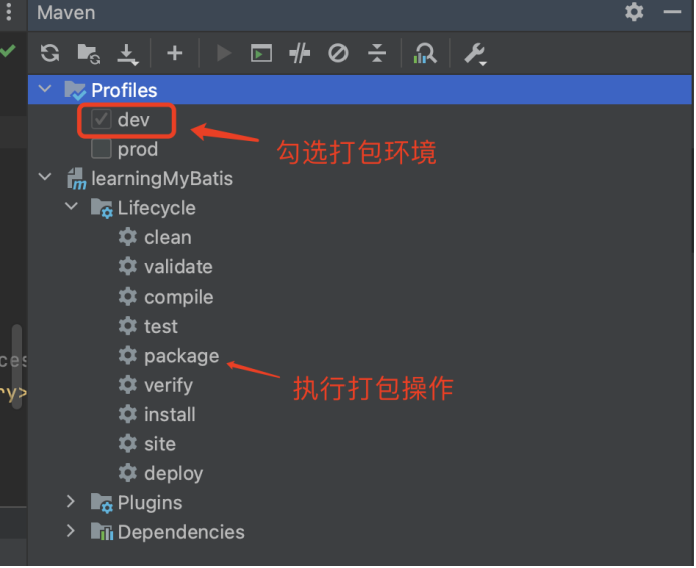 Maven
Profiles
dev
勾选打包环境
prod
learningMyBatis
Lifecycle
clean
validate
compile
test
package
执行打包操作
verify
install
site
deploy
Plugins
Dependencies
ces
ry>